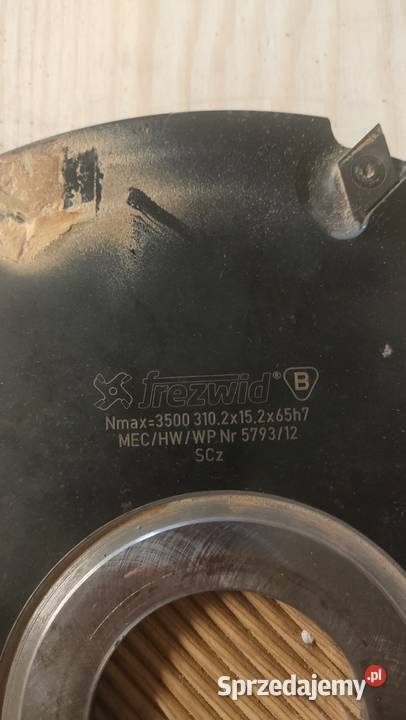 frezwid® B
Nmax=3500 310.2x15.2x65h7
MEC/HW/WP Nr 5793/12
SCz
Sprzedajemy.pl